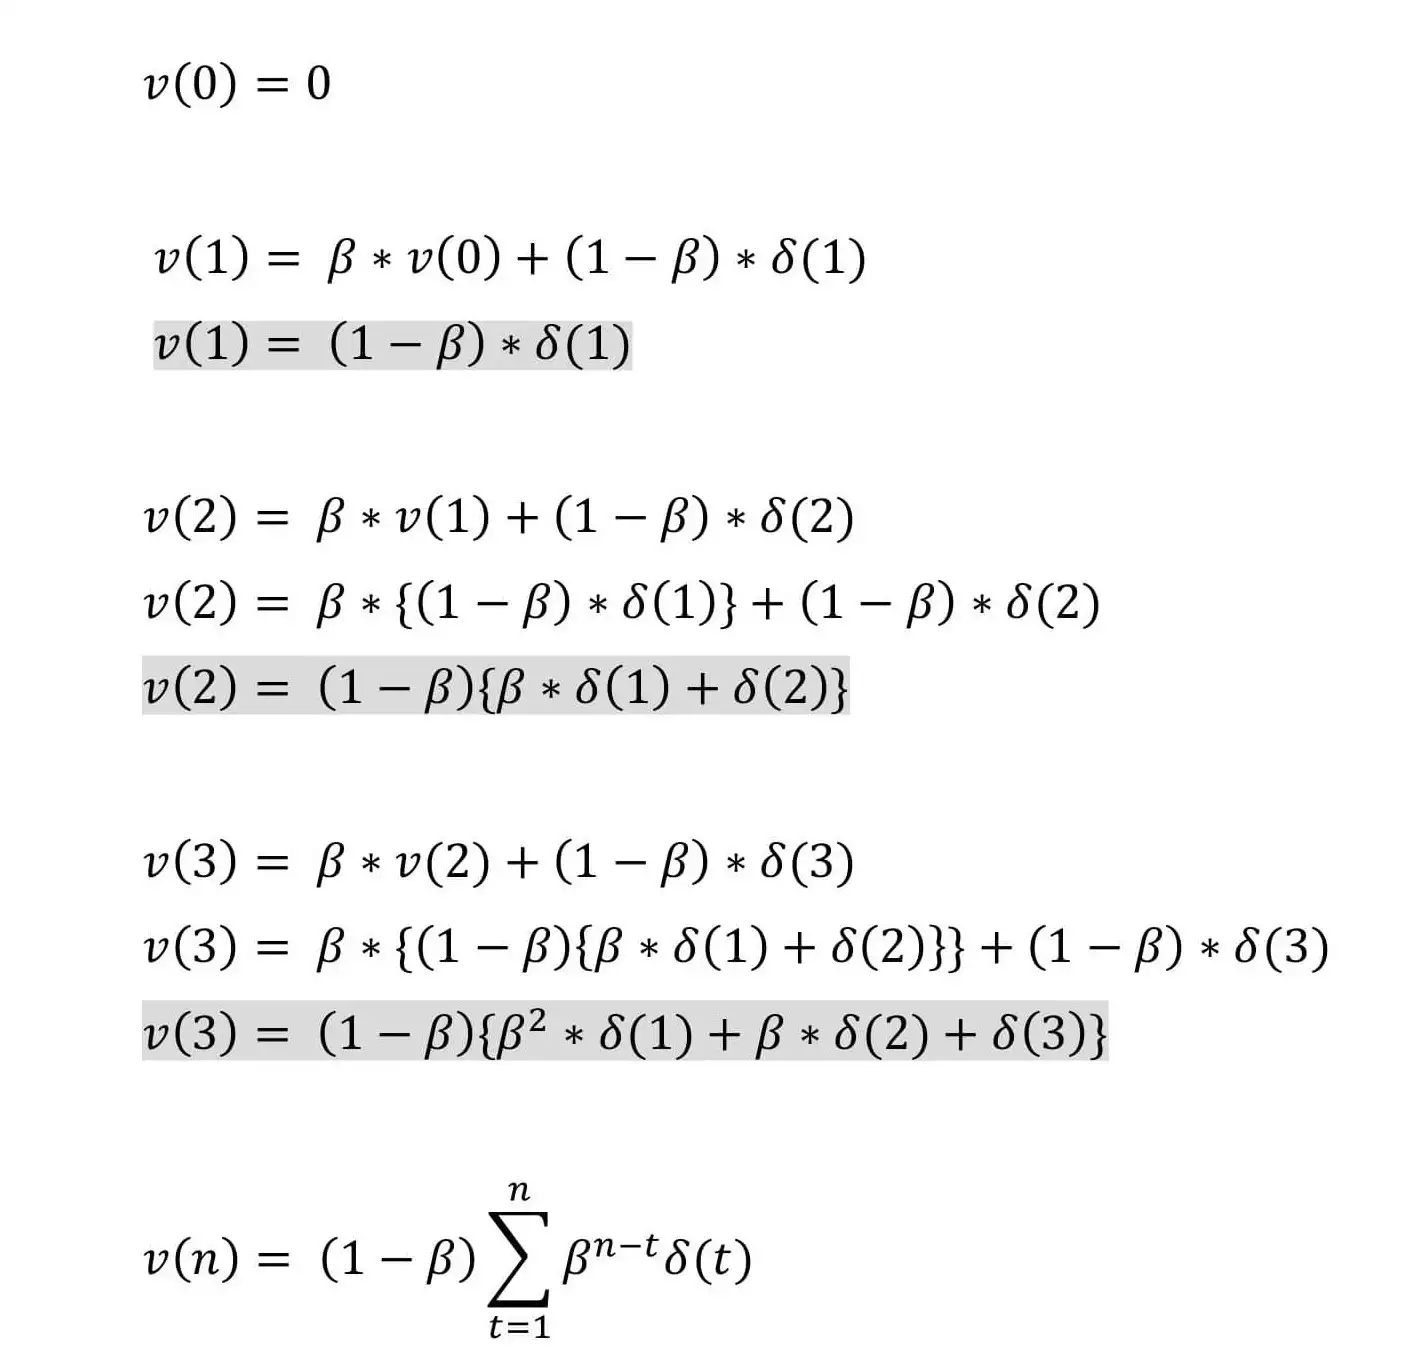 v(0) = 0
v(1) = β * v(0) + (1 − β) * δ(1)
v(1) = (1 − β) * δ(1)
v(2) = β * v(1) + (1 − β) * δ(2)
v(2) = β * {(1 − β) * δ(1)} + (1 − β) * δ(2)
v(2) = (1 − β){β * δ(1) + δ(2)}
v(3) = β * v(2) + (1 − β) * δ(3)
v(3) = β * {(1 − β){β * δ(1) + δ(2)}} + (1 − β) * δ(3)
v(3) = (1 − β){β² * δ(1) + β * δ(2) + δ(3)}
v(n) = (1 − β) ∑_{t=1}^{n} β^{n−t} δ(t)